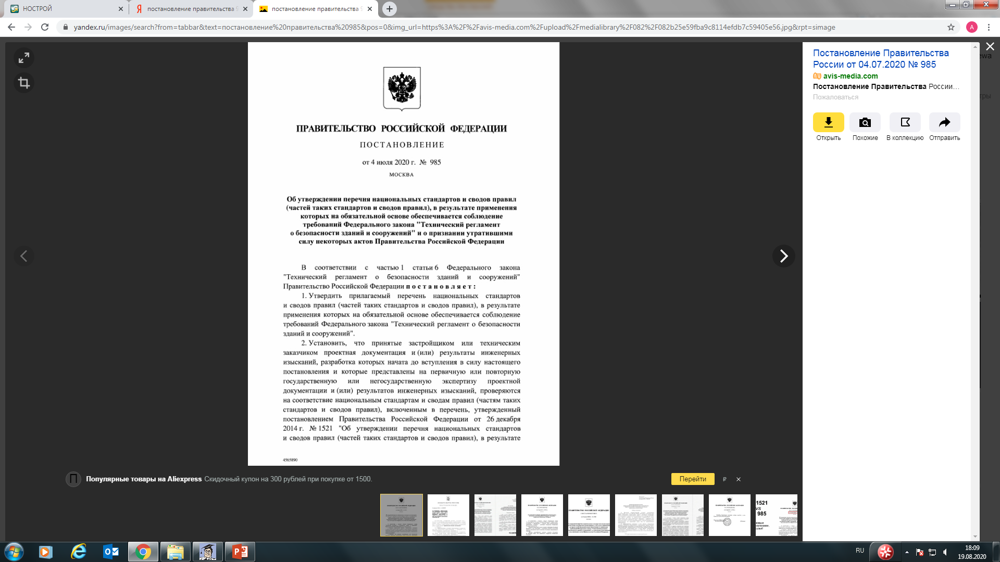 НОСТРОЙ
постановление правительства 9
постановление правительства 9
yandex.ru/images/search?from=tabbar&text=постановление%20правительства%20985&pos=0&img_url=https%3A%2F%2Favis-media.com%2Fupload%2Fmedialibrary%2F082%2F082b25e59fba9c8114efdb7c59405e56.jpg&rpt=simage
A
ПРАВИТЕЛЬСТВО РОССИЙСКОЙ ФЕДЕРАЦИИ
ПОСТАНОВЛЕНИЕ
от 4 июля 2020 г. № 985
МОСКВА
Об утверждении перечня национальных стандартов и сводов правил
(частей таких стандартов и сводов правил), в результате применения
которых на обязательной основе обеспечивается соблюдение
требований Федерального закона "Технический регламент
о безопасности зданий и сооружений" и о признании утратившими
силу некоторых актов Правительства Российской Федерации
В соответствии с частью 1 статьи 6 Федерального закона
"Технический регламент о безопасности зданий и сооружений"
Правительство Российской Федерации п о с т а н о в л я е т :
1. Утвердить прилагаемый перечень национальных стандартов
и сводов правил (частей таких стандартов и сводов правил), в результате
применения которых на обязательной основе обеспечивается соблюдение
требований Федерального закона "Технический регламент о безопасности
зданий и сооружений".
2. Установить, что принятые застройщиком или техническим
заказчиком проектная документация и (или) результаты инженерных
изысканий, разработка которых начата до вступления в силу настоящего
постановления и которые представлены на первичную или повторную
государственную или негосударственную экспертизу проектной
документации и (или) результатов инженерных изысканий, проверяются
на соответствие национальным стандартам и сводам правил (частям таких
стандартов и сводов правил), включенным в перечень, утвержденный
постановлением Правительства Российской Федерации от 26 декабря
2014 г. № 1521 "Об утверждении перечня национальных стандартов
и сводов правил (частей таких стандартов и сводов правил), в результате
4565890
Постановление Правительства
России от 04.07.2020 № 985
avis-media.com
Постановление Правительства России...
Пожаловаться
Открыть
Похожие
В коллекцию
Отправить
П
Популярные товары на Aliexpress Скидочный купон на 300 рублей при покупке от 1500.
Перейти
₽
1521
VS
985
RU
18:09
19.08.2020